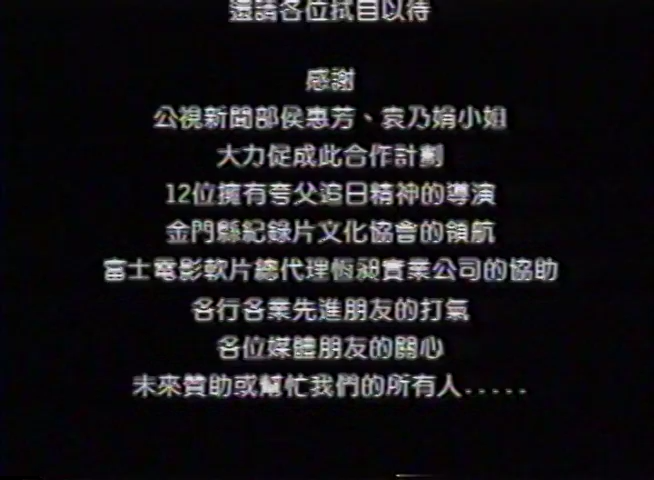 還請各位拭目以待
感謝
公視新聞部侯惠芳、袁乃娟小姐
大力促成此合作計劃
12位擁有夸父追日精神的導演
金門縣紀錄片文化協會的領航
富士電影軟片總代理恆昶實業公司的協助
各行各業先進朋友的打氣
各位媒體朋友的關心
未來贊助或幫忙我們的所有人.....